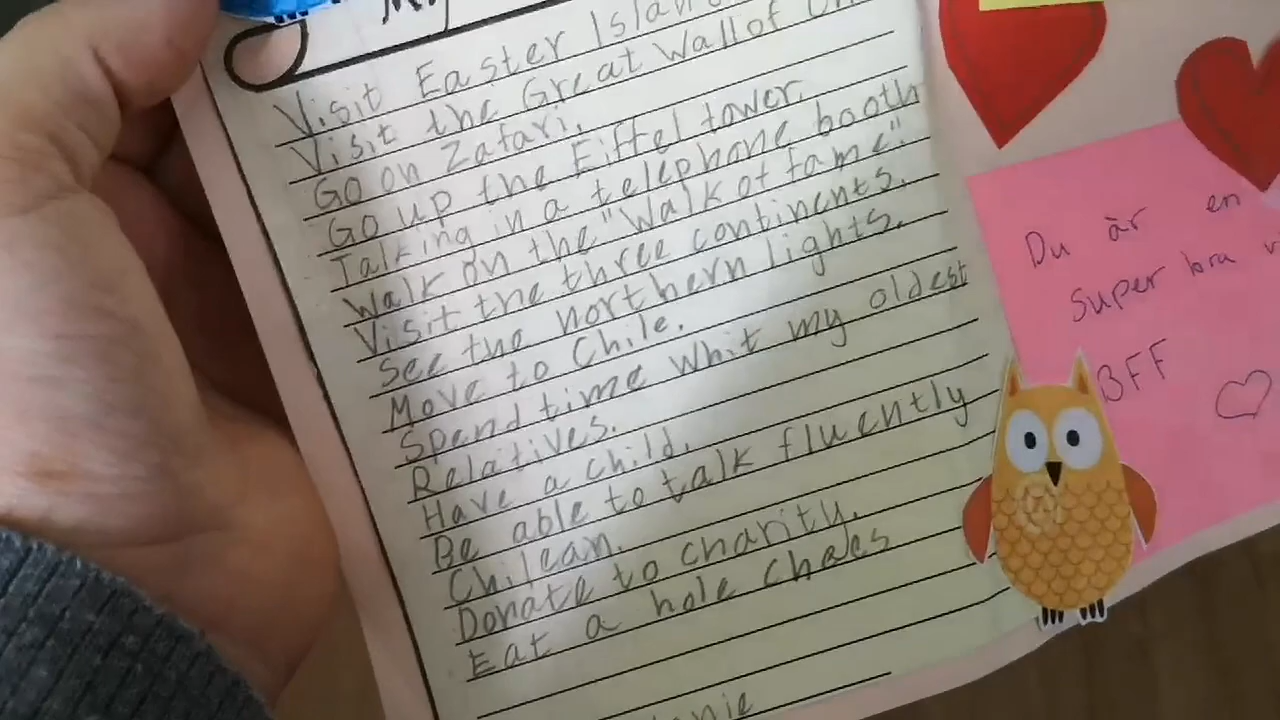 My
Visit Easter Islan
Visit the Great Wall of Ch
Go on Zafari.
Go up the Eiffel tower.
Talking in a telephone booth
Walk on the "Walk of fame".
Visit the three continents.
See the northern lights.
Move to Chile.
Spend time whit my oldest
Relatives.
Have a child.
Be able to talk fluently
Chilean.
Donate to charity.
Eat a hole chees
Du är en
super bra v
BFF